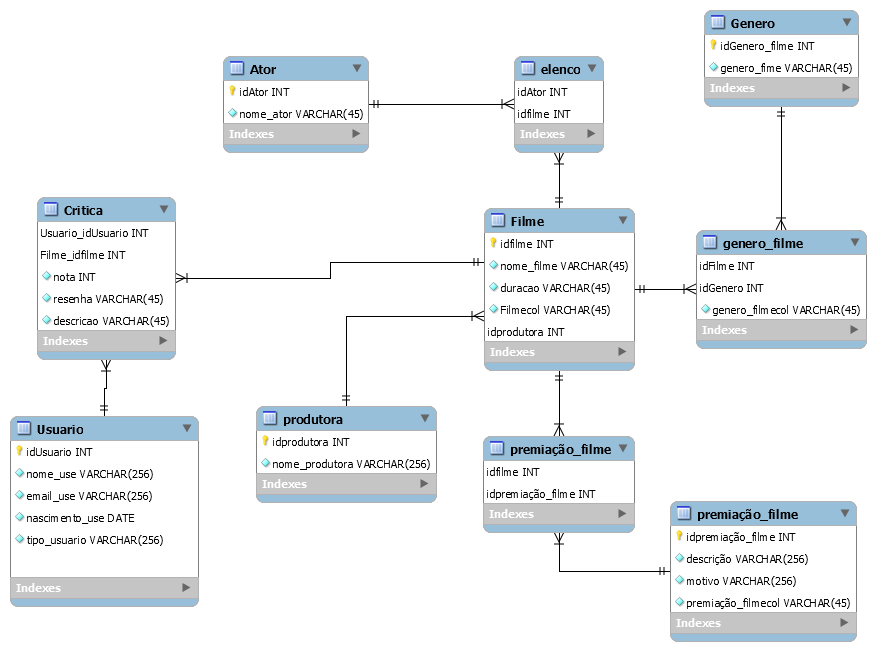 Genero
idGenero_filme INT
genero_fime VARCHAR(45)
Indexes
Ator
idAtor INT
nome_ator VARCHAR(45)
Indexes
elenco
idAtor INT
idfilme INT
Indexes
Critica
Usuario_idUsuario INT
Filme_idfilme INT
nota INT
resenha VARCHAR(45)
descricao VARCHAR(45)
Indexes
Filme
idfilme INT
nome_filme VARCHAR(45)
duracao VARCHAR(45)
Filmecol VARCHAR(45)
idprodutora INT
Indexes
genero_filme
idFilme INT
idGenero INT
genero_filmecol VARCHAR(45)
Indexes
Usuario
idUsuario INT
nome_use VARCHAR(256)
email_use VARCHAR(256)
nascimento_use DATE
tipo_usuario VARCHAR(256)
Indexes
produtora
idprodutora INT
nome_produtora VARCHAR(256)
Indexes
premiação_filme
idfilme INT
idpremiação_filme INT
Indexes
premiação_filme
idpremiação_filme INT
descrição VARCHAR(256)
motivo VARCHAR(256)
premiação_filmecol VARCHAR(45)
Indexes